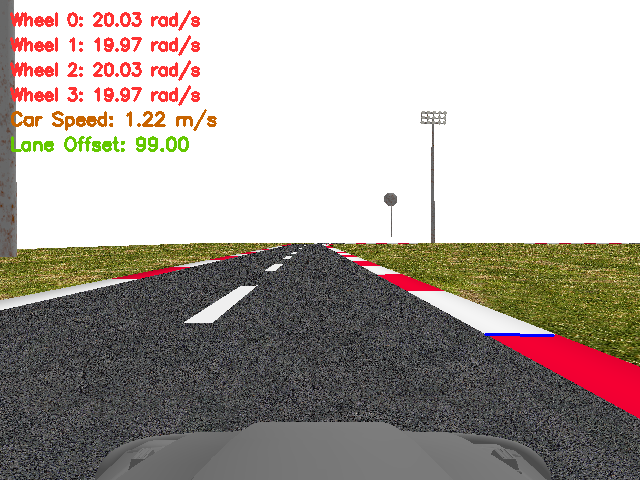 Wheel 0: 20.03 rad/s
Wheel 1: 19.97 rad/s
Wheel 2: 20.03 rad/s
Wheel 3: 19.97 rad/s
Car Speed: 1.22 m/s
Lane Offset: 99.00